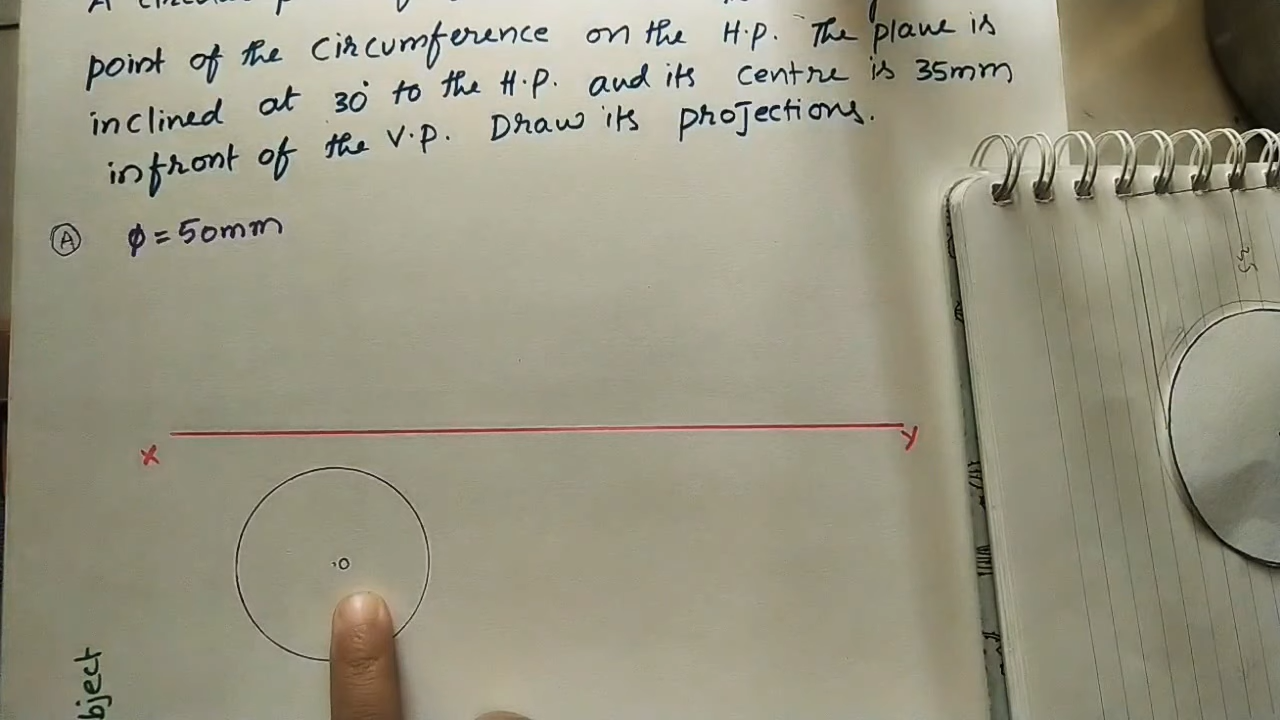 A circular
point of the circumference on the H.P. The plane is
inclined at 30° to the H.P. and its centre is 35mm
infront of the V.P. Draw its projections.
A φ = 50mm
x y
·O
bject